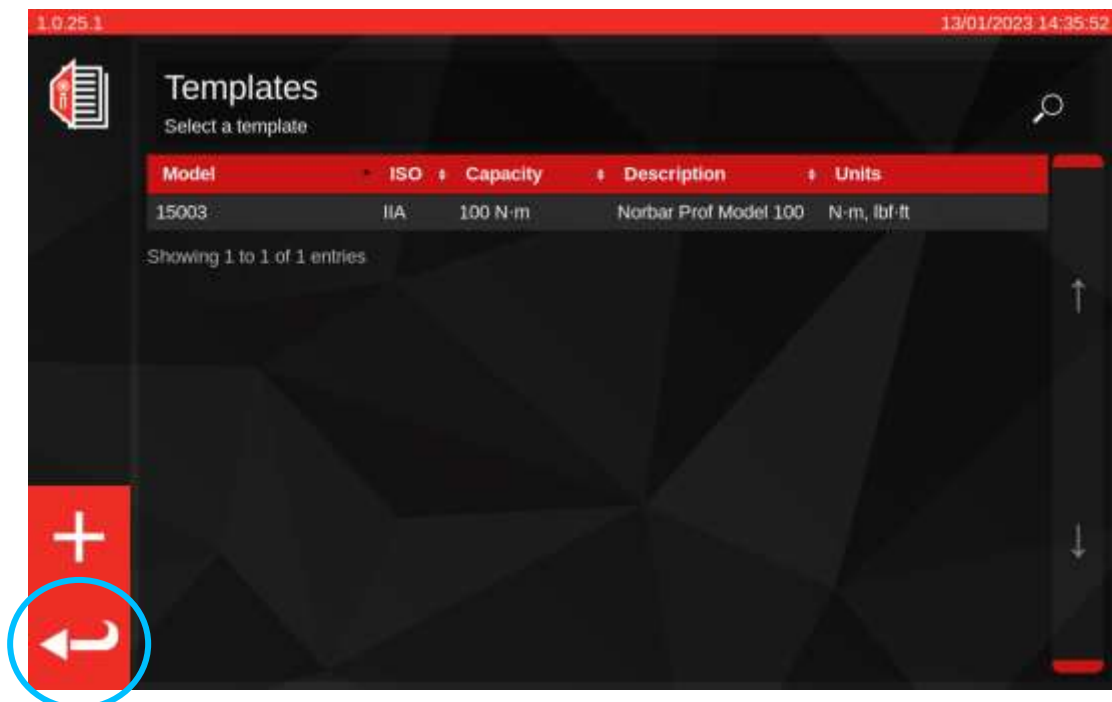 1.0.25.1 13/01/2023 14:35:52
Templates
Select a template
Model ISO Capacity Description Units
15003 IIA 100 N·m Norbar Prof Model 100 N·m, lbf·ft
Showing 1 to 1 of 1 entries